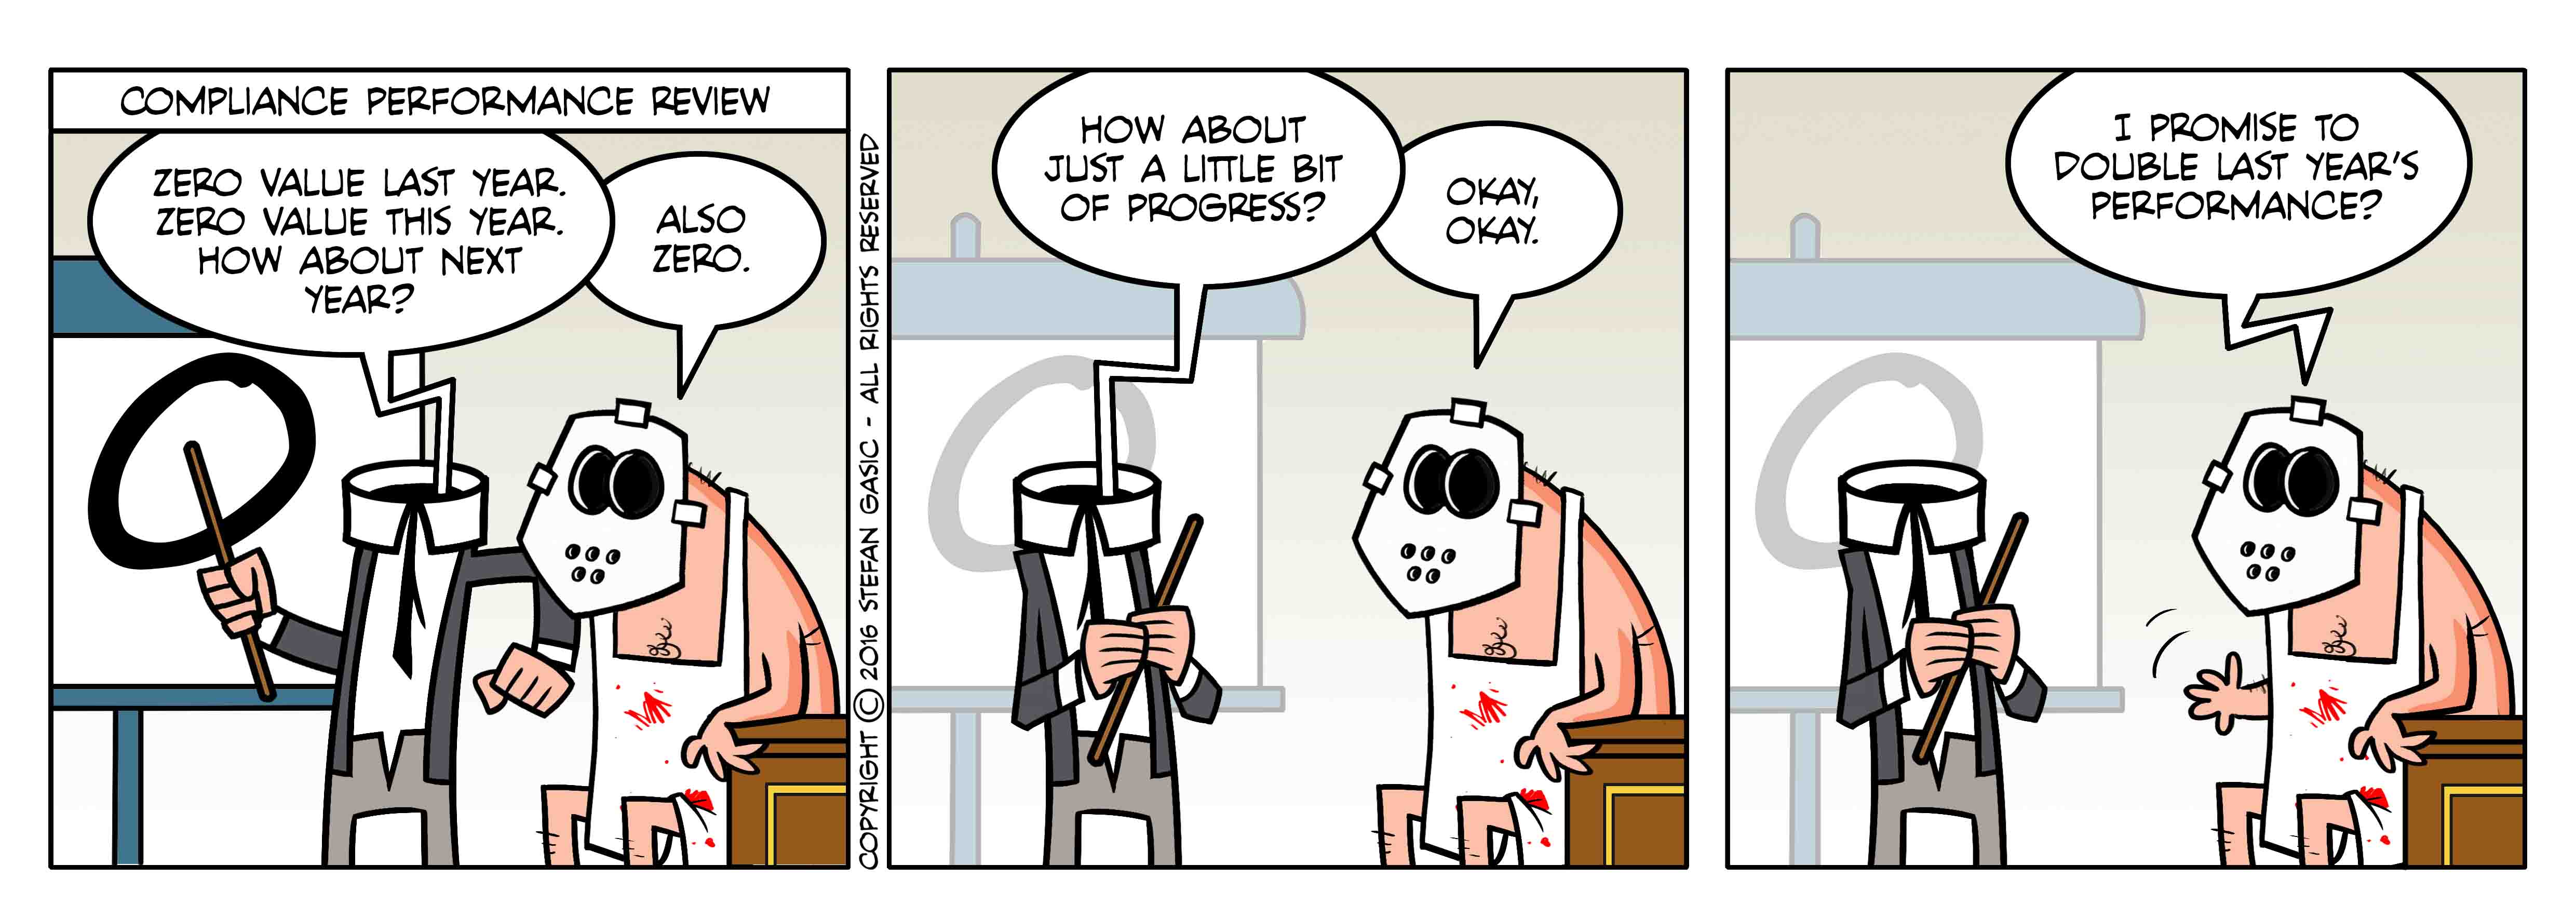 COMPLIANCE PERFORMANCE REVIEW
ZERO VALUE LAST YEAR.
ZERO VALUE THIS YEAR.
HOW ABOUT NEXT
YEAR?
ALSO
ZERO.
COPYRIGHT © 2016 STEFAN GASIC - ALL RIGHTS RESERVED
HOW ABOUT
JUST A LITTLE BIT
OF PROGRESS?
OKAY,
OKAY.
I PROMISE TO
DOUBLE LAST YEAR'S
PERFORMANCE?